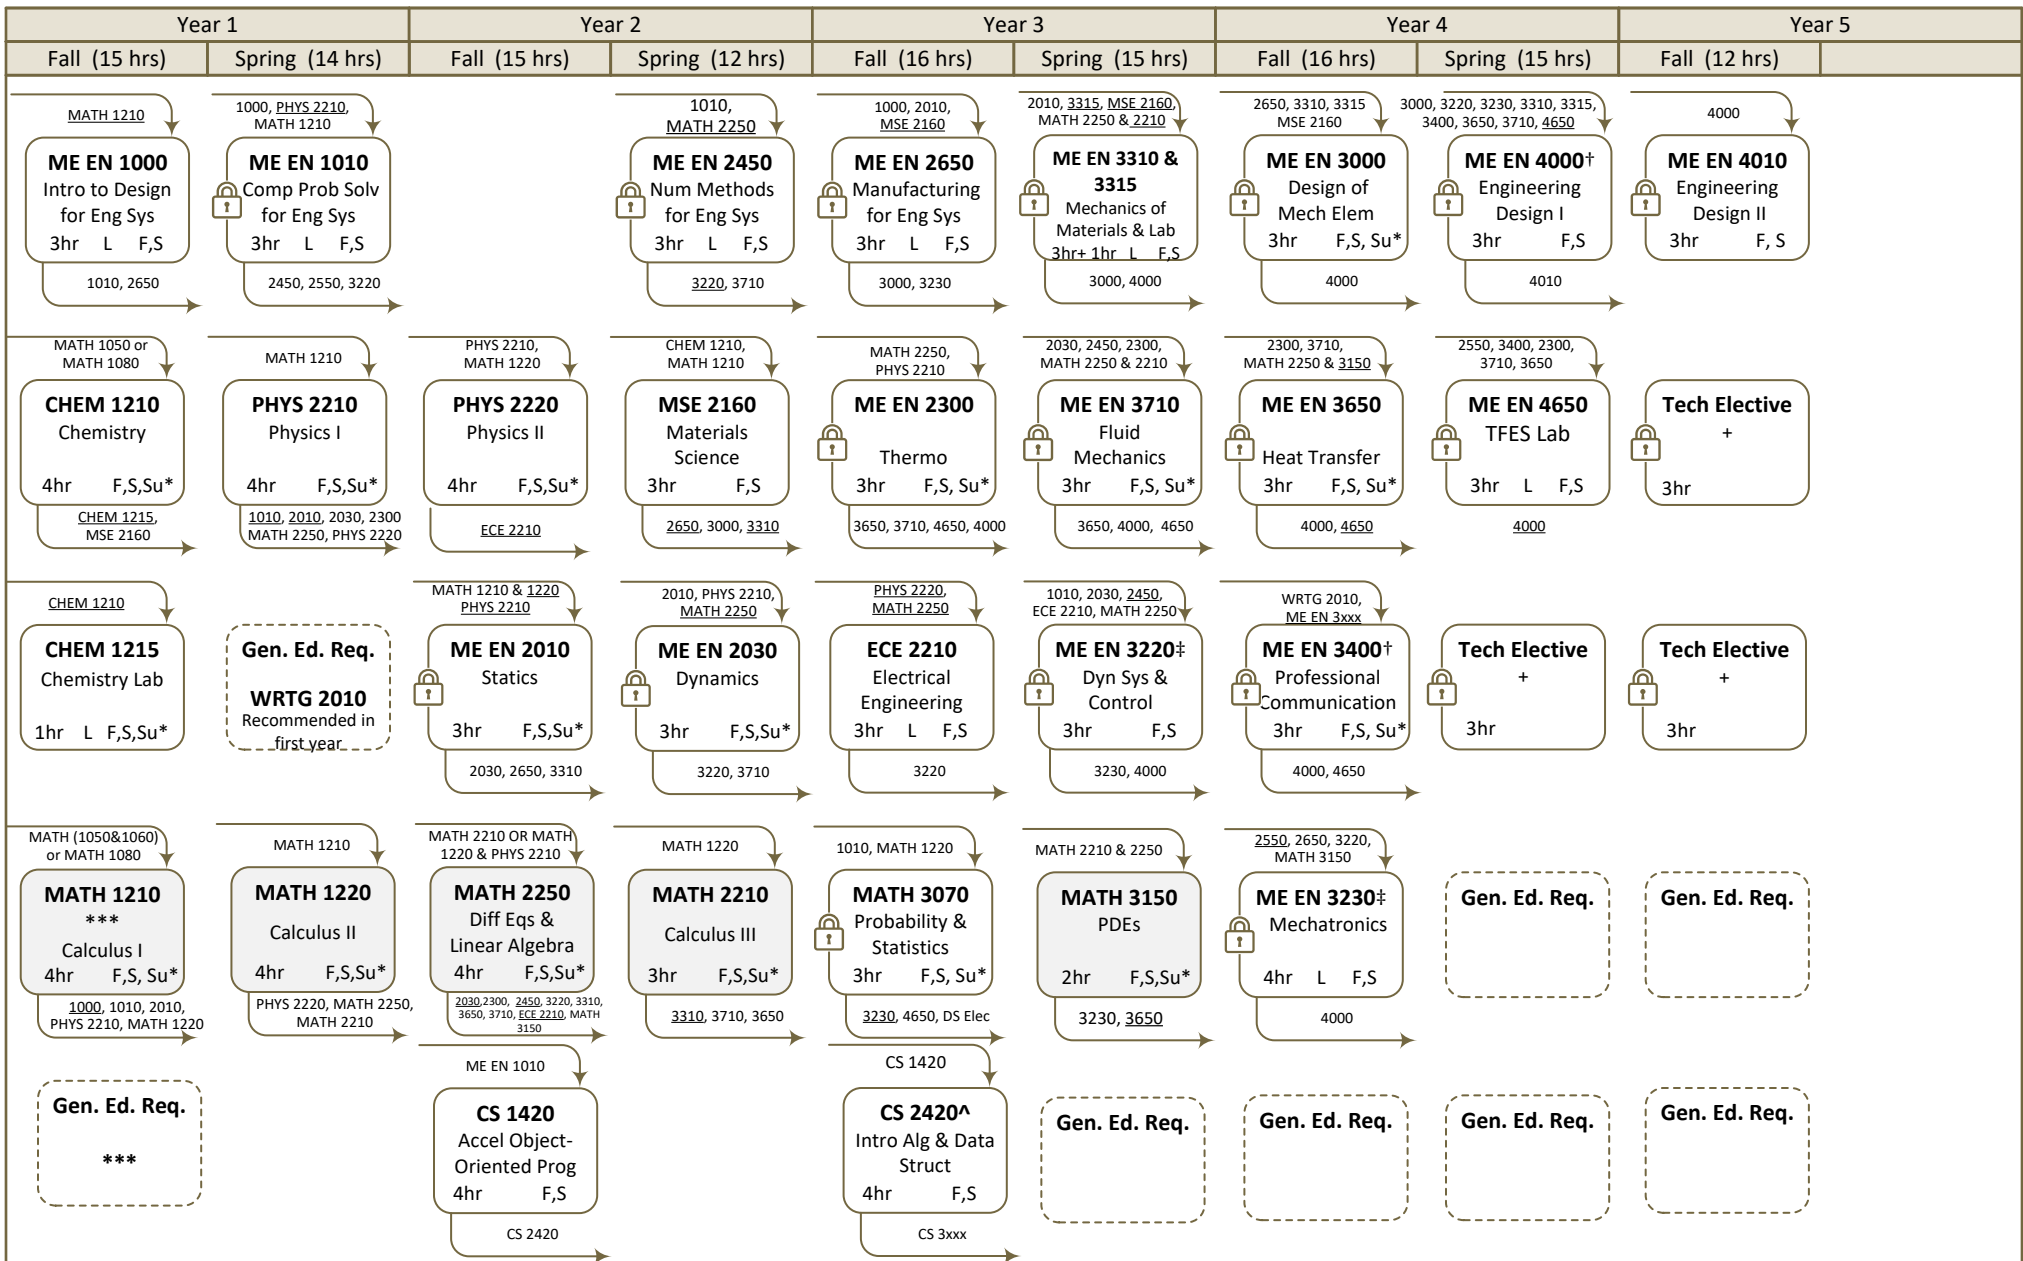 Year 1
Year 2
Year 3
Year 4
Year 5
Fall (15 hrs)
Spring (14 hrs)
Fall (15 hrs)
Spring (12 hrs)
Fall (16 hrs)
Spring (15 hrs)
Fall (16 hrs)
Spring (15 hrs)
Fall (12 hrs)
MATH 1210
ME EN 1000
Intro to Design
for Eng Sys
3hr L F,S
1010, 2650
1000, PHYS 2210,
MATH 1210
ME EN 1010
Comp Prob Solv
for Eng Sys
3hr L F,S
2450, 2550, 3220
1010,
MATH 2250
ME EN 2450
Num Methods
for Eng Sys
3hr L F,S
3220, 3710
1000, 2010,
MSE 2160
ME EN 2650
Manufacturing
for Eng Sys
3hr L F,S
3000, 3230
2010, 3315, MSE 2160,
MATH 2250 & 2210
ME EN 3310 &
3315
Mechanics of
Materials & Lab
3hr+ 1hr L F,S
3000, 4000
2650, 3310, 3315
MSE 2160
ME EN 3000
Design of
Mech Elem
3hr F,S, Su*
4000
3000, 3220, 3230, 3310, 3315,
3400, 3650, 3710, 4650
ME EN 4000†
Engineering
Design I
3hr F,S
4010
4000
ME EN 4010
Engineering
Design II
3hr F, S
MATH 1050 or
MATH 1080
CHEM 1210
Chemistry
4hr F,S,Su*
CHEM 1215,
MSE 2160
MATH 1210
PHYS 2210
Physics I
4hr F,S,Su*
1010, 2010, 2030, 2300
MATH 2250, PHYS 2220
PHYS 2210,
MATH 1220
PHYS 2220
Physics II
4hr F,S,Su*
ECE 2210
CHEM 1210,
MATH 1210
MSE 2160
Materials
Science
3hr F,S
2650, 3000, 3310
MATH 2250,
PHYS 2210
ME EN 2300
Thermo
3hr F,S, Su*
3650, 3710, 4650, 4000
2030, 2450, 2300,
MATH 2250 & 2210
ME EN 3710
Fluid
Mechanics
3hr F,S, Su*
3650, 4000, 4650
2300, 3710,
MATH 2250 & 3150
ME EN 3650
Heat Transfer
3hr F,S, Su*
4000, 4650
2550, 3400, 2300,
3710, 3650
ME EN 4650
TFES Lab
3hr L F,S
4000
Tech Elective
+
3hr
CHEM 1210
CHEM 1215
Chemistry Lab
1hr L F,S,Su*
Gen. Ed. Req.
WRTG 2010
Recommended in
first year
MATH 1210 & 1220
PHYS 2210
ME EN 2010
Statics
3hr F,S,Su*
2030, 2650, 3310
2010, PHYS 2210,
MATH 2250
ME EN 2030
Dynamics
3hr F,S,Su*
3220, 3710
PHYS 2220,
MATH 2250
ECE 2210
Electrical
Engineering
3hr L F,S
3220
1010, 2030, 2450,
ECE 2210, MATH 2250
ME EN 3220‡
Dyn Sys &
Control
3hr F,S
3230, 4000
WRTG 2010,
ME EN 3xxx
ME EN 3400†
Professional
Communication
3hr F,S, Su*
4000, 4650
Tech Elective
+
3hr
Tech Elective
+
3hr
MATH (1050&1060)
or MATH 1080
MATH 1210
***
Calculus I
4hr F,S, Su*
1000, 1010, 2010,
PHYS 2210, MATH 1220
MATH 1210
MATH 1220
Calculus II
4hr F,S,Su*
PHYS 2220, MATH 2250,
MATH 2210
MATH 2210 OR MATH
1220 & PHYS 2210
MATH 2250
Diff Eqs &
Linear Algebra
4hr F,S,Su*
2030,2300, 2450, 3220, 3310,
3650, 3710, ECE 2210, MATH
3150
MATH 1220
MATH 2210
Calculus III
3hr F,S,Su*
3310, 3710, 3650
1010, MATH 1220
MATH 3070
Probability &
Statistics
3hr F,S, Su*
3230, 4650, DS Elec
MATH 2210 & 2250
MATH 3150
PDEs
2hr F,S,Su*
3230, 3650
2550, 2650, 3220,
MATH 3150
ME EN 3230‡
Mechatronics
4hr L F,S
4000
Gen. Ed. Req.
Gen. Ed. Req.
Gen. Ed. Req.
***
ME EN 1010
CS 1420
Accel Object-
Oriented Prog
4hr F,S
CS 2420
CS 1420
CS 2420^
Intro Alg & Data
Struct
4hr F,S
CS 3xxx
Gen. Ed. Req.
Gen. Ed. Req.
Gen. Ed. Req.
Gen. Ed. Req.